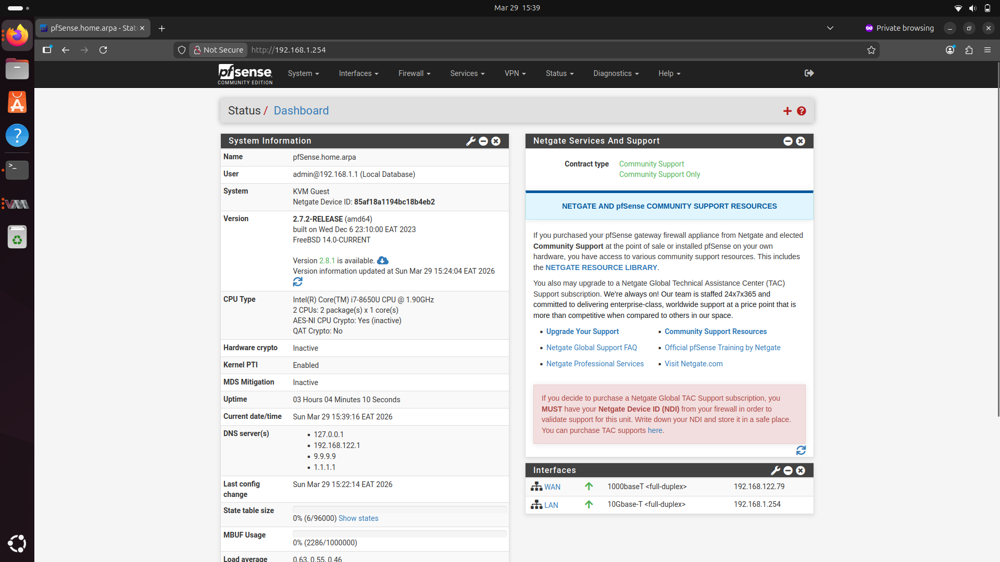 Mar 29 15:39
pfSense.home.arpa - Stat
Private browsing
Not Secure
http://192.168.1.254
pfsense
COMMUNITY EDITION
System
Interfaces
Firewall
Services
VPN
Status
Diagnostics
Help
Status / Dashboard
System Information
Name
pfSense.home.arpa
User
admin@192.168.1.1 (Local Database)
System
KVM Guest
Netgate Device ID: 85af18a1194bc18b4eb2
Version
2.7.2-RELEASE (amd64)
built on Wed Dec 6 23:10:00 EAT 2023
FreeBSD 14.0-CURRENT
Version 2.8.1 is available.
Version information updated at Sun Mar 29 15:24:04 EAT 2026
CPU Type
Intel(R) Core(TM) i7-8650U CPU @ 1.90GHz
2 CPUs: 2 package(s) x 1 core(s)
AES-NI CPU Crypto: Yes (inactive)
QAT Crypto: No
Hardware crypto
Inactive
Kernel PTI
Enabled
MDS Mitigation
Inactive
Uptime
03 Hours 04 Minutes 10 Seconds
Current date/time
Sun Mar 29 15:39:16 EAT 2026
DNS server(s)
127.0.0.1
192.168.122.1
9.9.9.9
1.1.1.1
Last config
change
Sun Mar 29 15:22:14 EAT 2026
State table size
0% (6/96000) Show states
MBUF Usage
0% (2286/1000000)
Load average
0.63, 0.55, 0.46
Netgate Services And Support
Contract type
Community Support
Community Support Only
NETGATE AND pfSense COMMUNITY SUPPORT RESOURCES
If you purchased your pfSense gateway firewall appliance from Netgate and elected
Community Support at the point of sale or installed pfSense on your own
hardware, you have access to various community support resources. This includes
the NETGATE RESOURCE LIBRARY.
You also may upgrade to a Netgate Global Technical Assistance Center (TAC)
Support subscription. We're always on! Our team is staffed 24x7x365 and
committed to delivering enterprise-class, worldwide support at a price point that is
more than competitive when compared to others in our space.
Upgrade Your Support
Community Support Resources
Netgate Global Support FAQ
Official pfSense Training by Netgate
Netgate Professional Services
Visit Netgate.com
If you decide to purchase a Netgate Global TAC Support subscription, you
MUST have your Netgate Device ID (NDI) from your firewall in order to
validate support for this unit. Write down your NDI and store it in a safe place.
You can purchase TAC supports here.
Interfaces
WAN
1000baseT <full-duplex>
192.168.122.79
LAN
10Gbase-T <full-duplex>
192.168.1.254